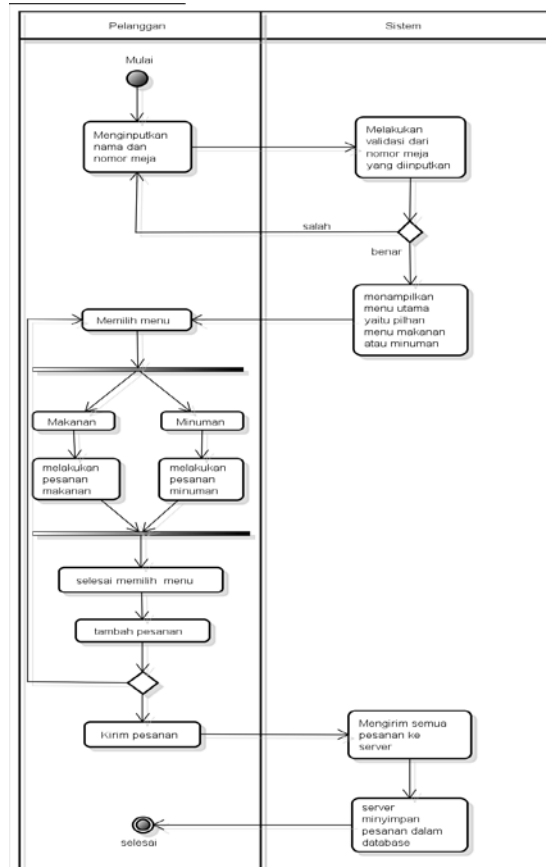 Pelanggan
Sistem
Mulai
Menginputkan
nama dan
nomor meja
Melakukan
validasi dari
nomor meja
yang diinputkan
salah
benar
menampilkan
menu utama
yaitu pilhan
menu makanan
atau minuman
Memilih menu
Makanan
Minuman
melakukan
pesanan
makanan
melakukan
pesanan
minuman
selesai memilih menu
tambah pesanan
Kirim pesanan
Mengirim semua
pesanan ke
server
server
minyimpan
pesanan dalam
database
selesai